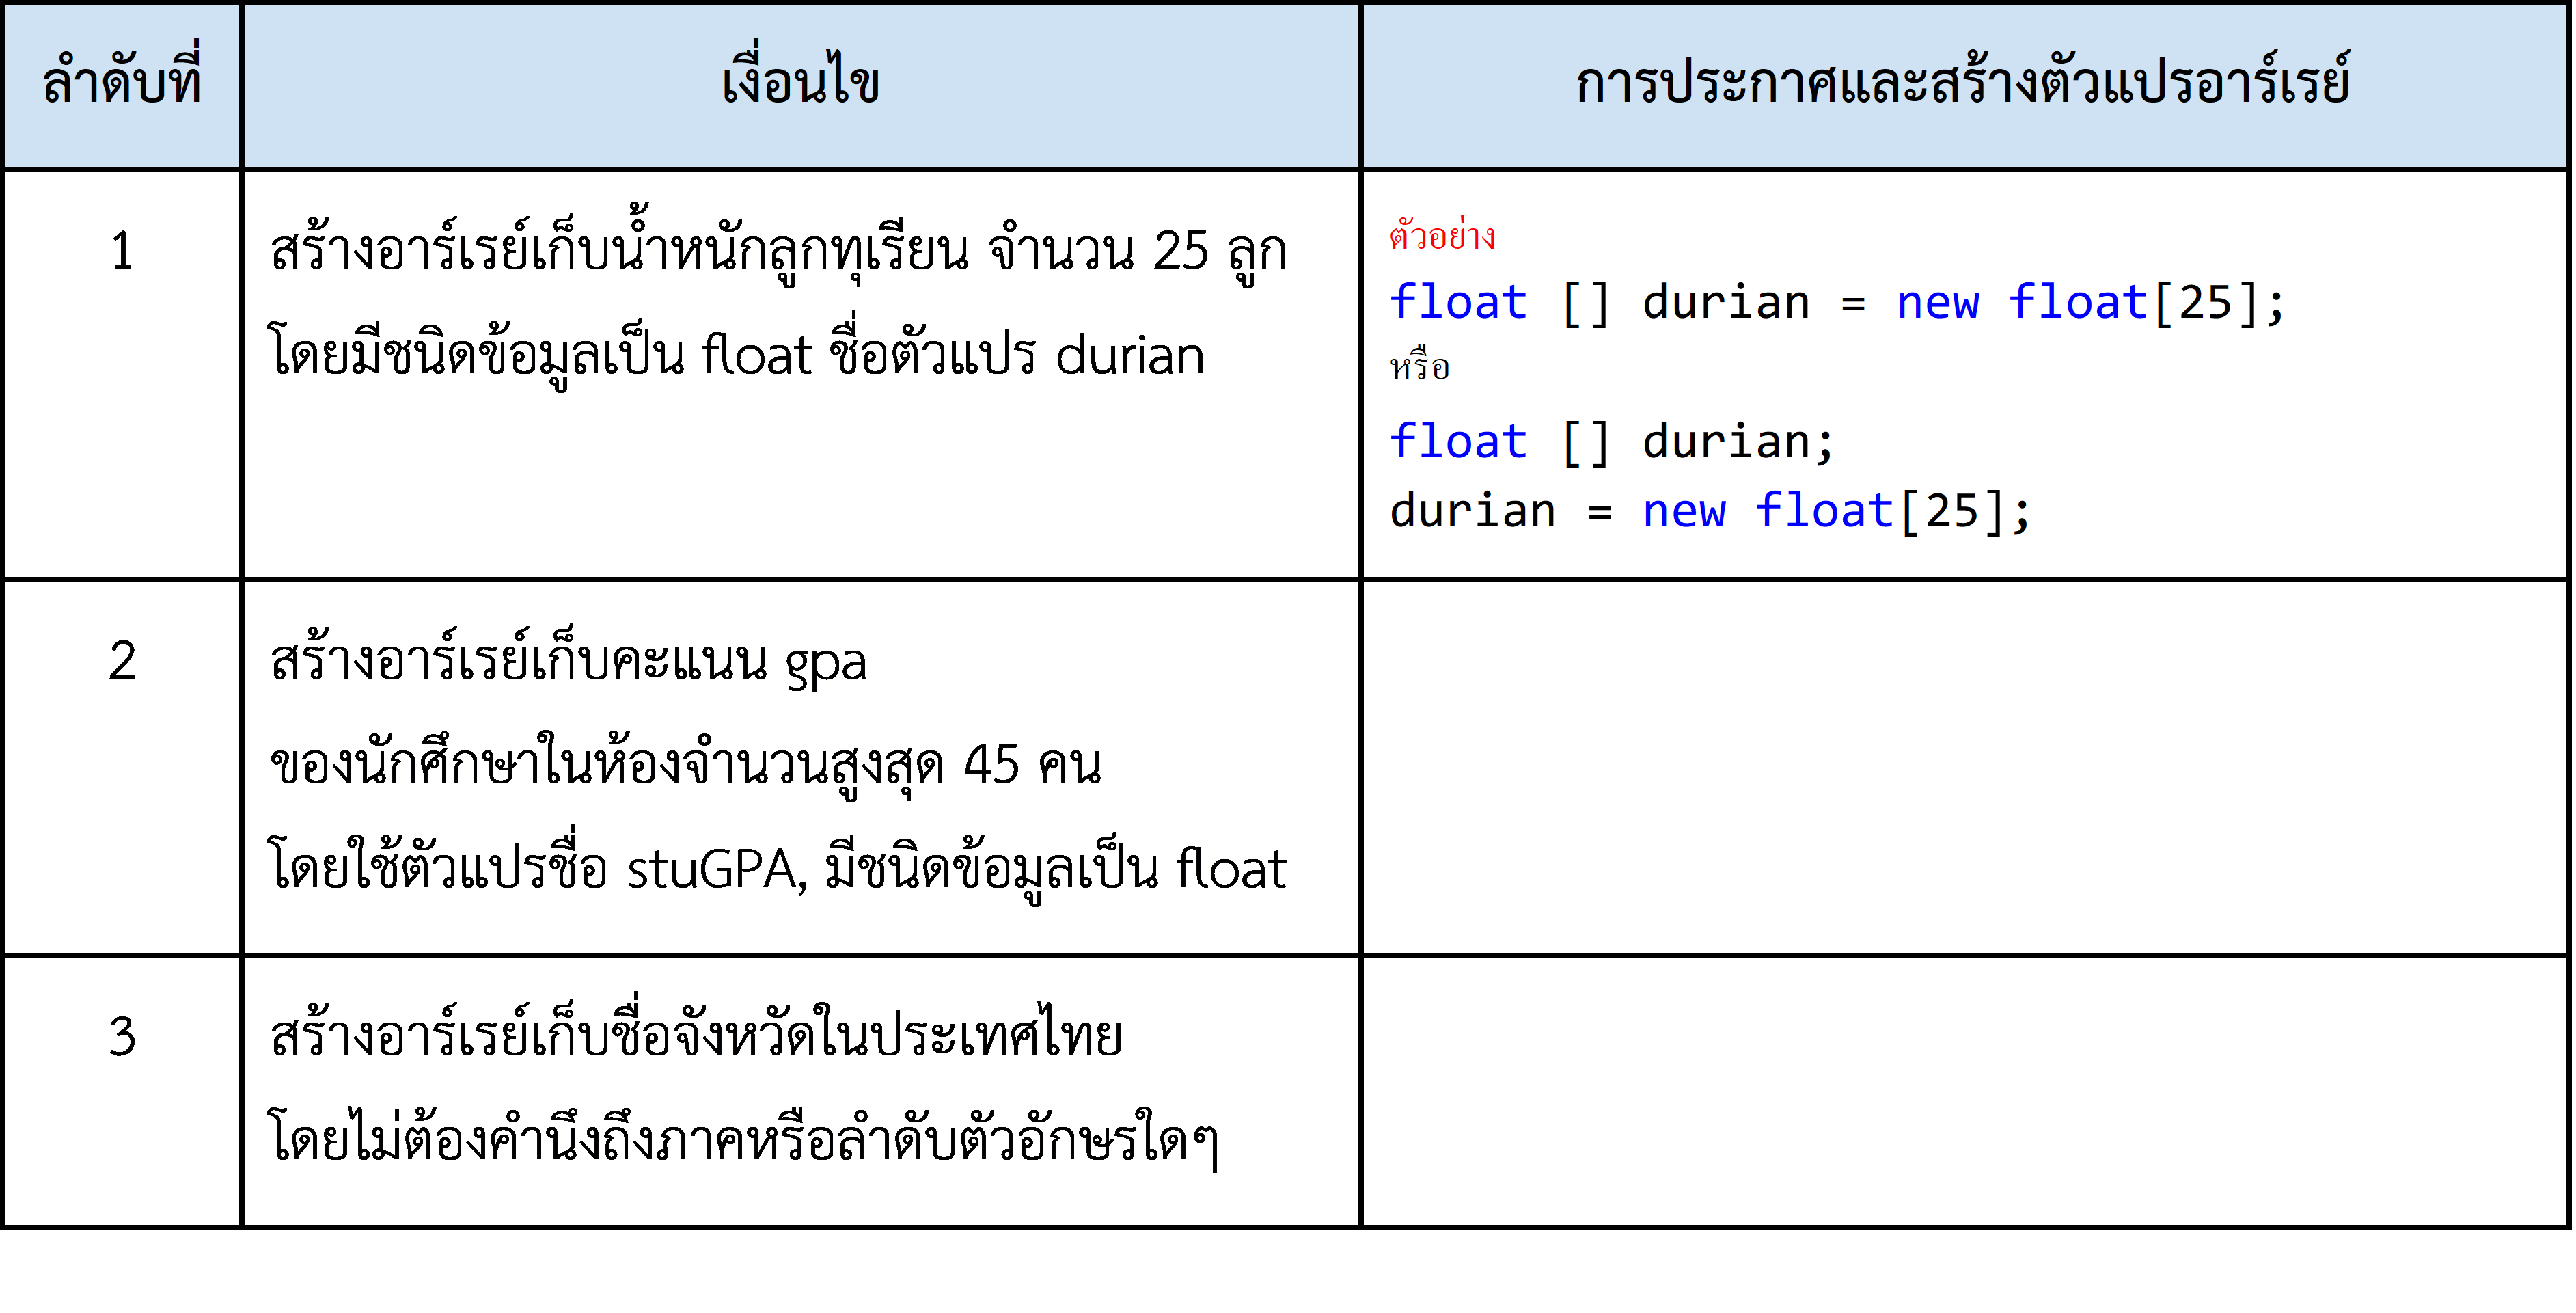 ลำดับที่ เงื่อนไข การประกาศและสร้างตัวแปรอาร์เรย์
1
สร้างอาร์เรย์เก็บน้ำหนักลูกทุเรียน จำนวน 25 ลูก
โดยมีชนิดข้อมูลเป็น float ชื่อตัวแปร durian
ตัวอย่าง
float [] durian = new float[25];
หรือ
float [] durian;
durian = new float[25];
2
สร้างอาร์เรย์เก็บคะแนน gpa
ของนักศึกษาในห้องจำนวนสูงสุด 45 คน
โดยใช้ตัวแปรชื่อ stuGPA, มีชนิดข้อมูลเป็น float
3
สร้างอาร์เรย์เก็บชื่อจังหวัดในประเทศไทย
โดยไม่ต้องคำนึงถึงภาคหรือลำดับตัวอักษรใดๆ